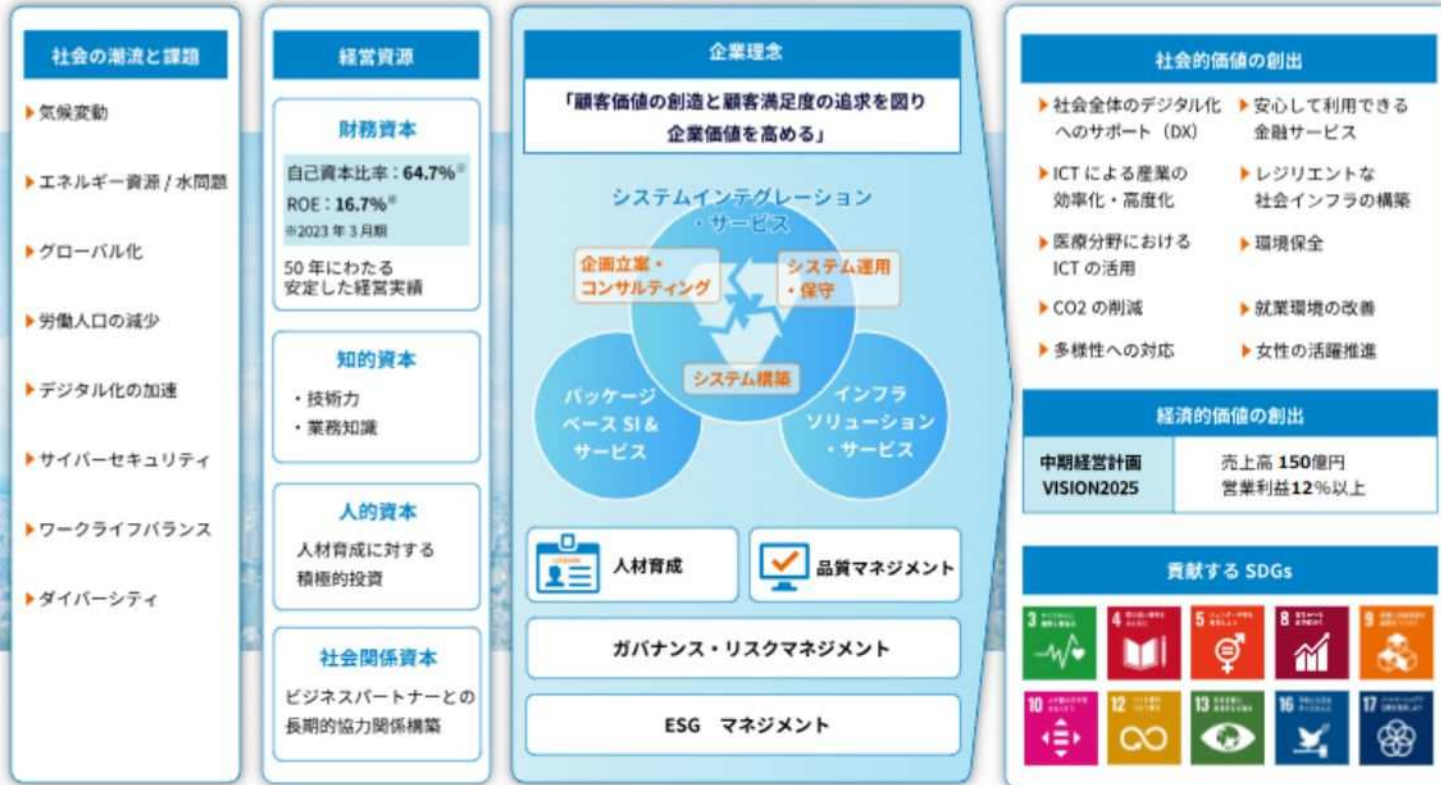 社会の潮流と課題
気候変動
エネルギー資源 / 水問題
グローバル化
労働人口の減少
デジタル化の加速
サイバーセキュリティ
ワークライフバランス
ダイバーシティ
経営資源
財務資本
自己資本比率：64.7%※
ROE：16.7%※
※2023 年 3 月期
50 年にわたる
安定した経営実績
知的資本
・技術力
・業務知識
人的資本
人材育成に対する
積極的投資
社会関係資本
ビジネスパートナーとの
長期的協力関係構築
企業理念
「顧客価値の創造と顧客満足度の追求を図り
企業価値を高める」
システムインテグレーション
・サービス
企画立案・
コンサルティング
システム運用
・保守
システム構築
パッケージ
ベース SI &
サービス
インフラ
ソリューション
・サービス
人材育成
品質マネジメント
ガバナンス・リスクマネジメント
ESG　マネジメント
社会的価値の創出
社会全体のデジタル化
へのサポート（DX）
ICT による産業の
効率化・高度化
医療分野における
ICT の活用
CO2 の削減
多様性への対応
安心して利用できる
金融サービス
レジリエントな
社会インフラの構築
環境保全
就業環境の改善
女性の活躍推進
経済的価値の創出
中期経営計画
VISION2025
売上高 150億円
営業利益12%以上
貢献する SDGs
3
4
5
8
9
10
12
13
16
17